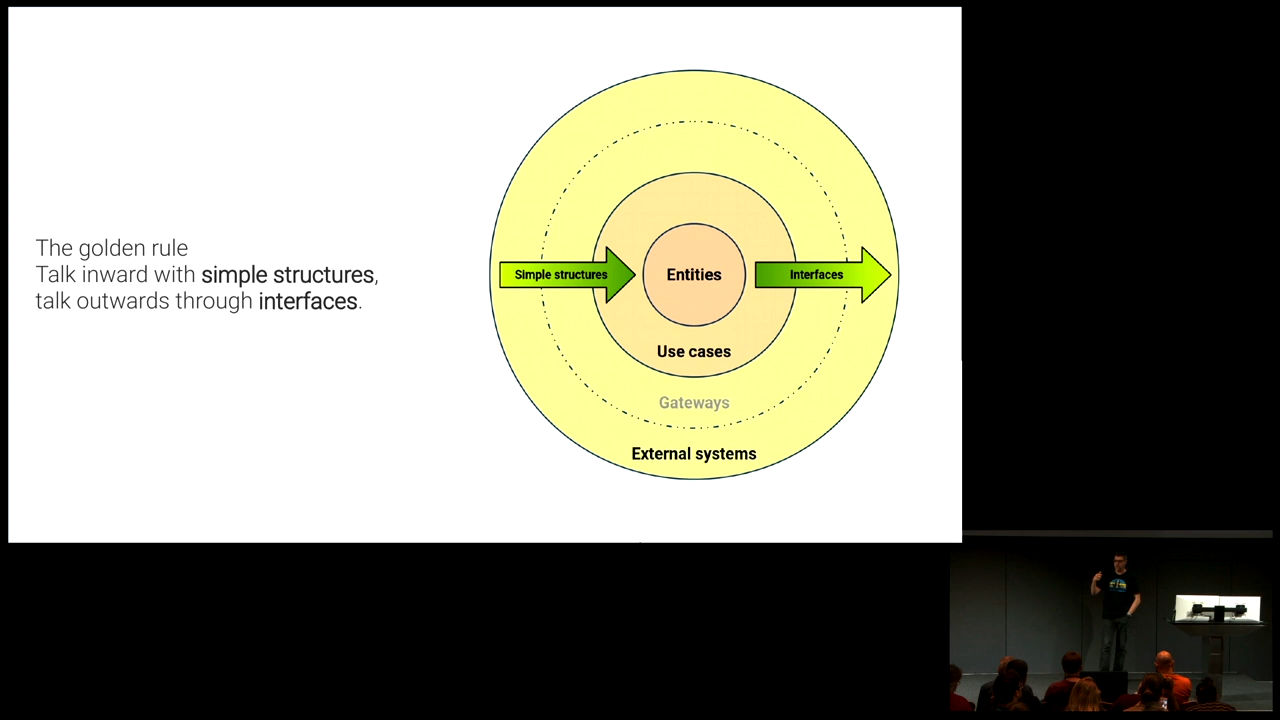 The golden rule
Talk inward with simple structures,
talk outwards through interfaces.
Simple structures
Entities
Interfaces
Use cases
Gateways
External systems